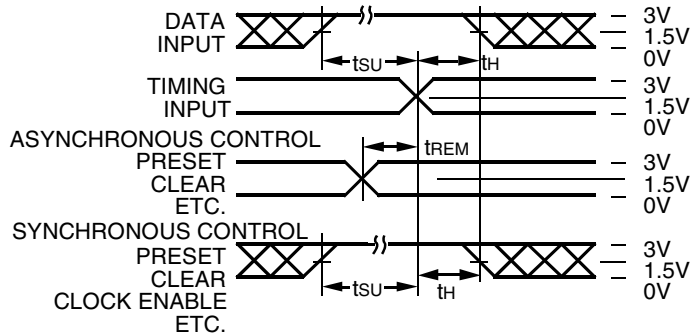 DATA
INPUT
3V
1.5V
0V
tSU
tH
TIMING
INPUT
3V
1.5V
0V
ASYNCHRONOUS CONTROL
PRESET
CLEAR
ETC.
tREM
3V
1.5V
0V
SYNCHRONOUS CONTROL
PRESET
CLEAR
CLOCK ENABLE
ETC.
tSU
tH
3V
1.5V
0V